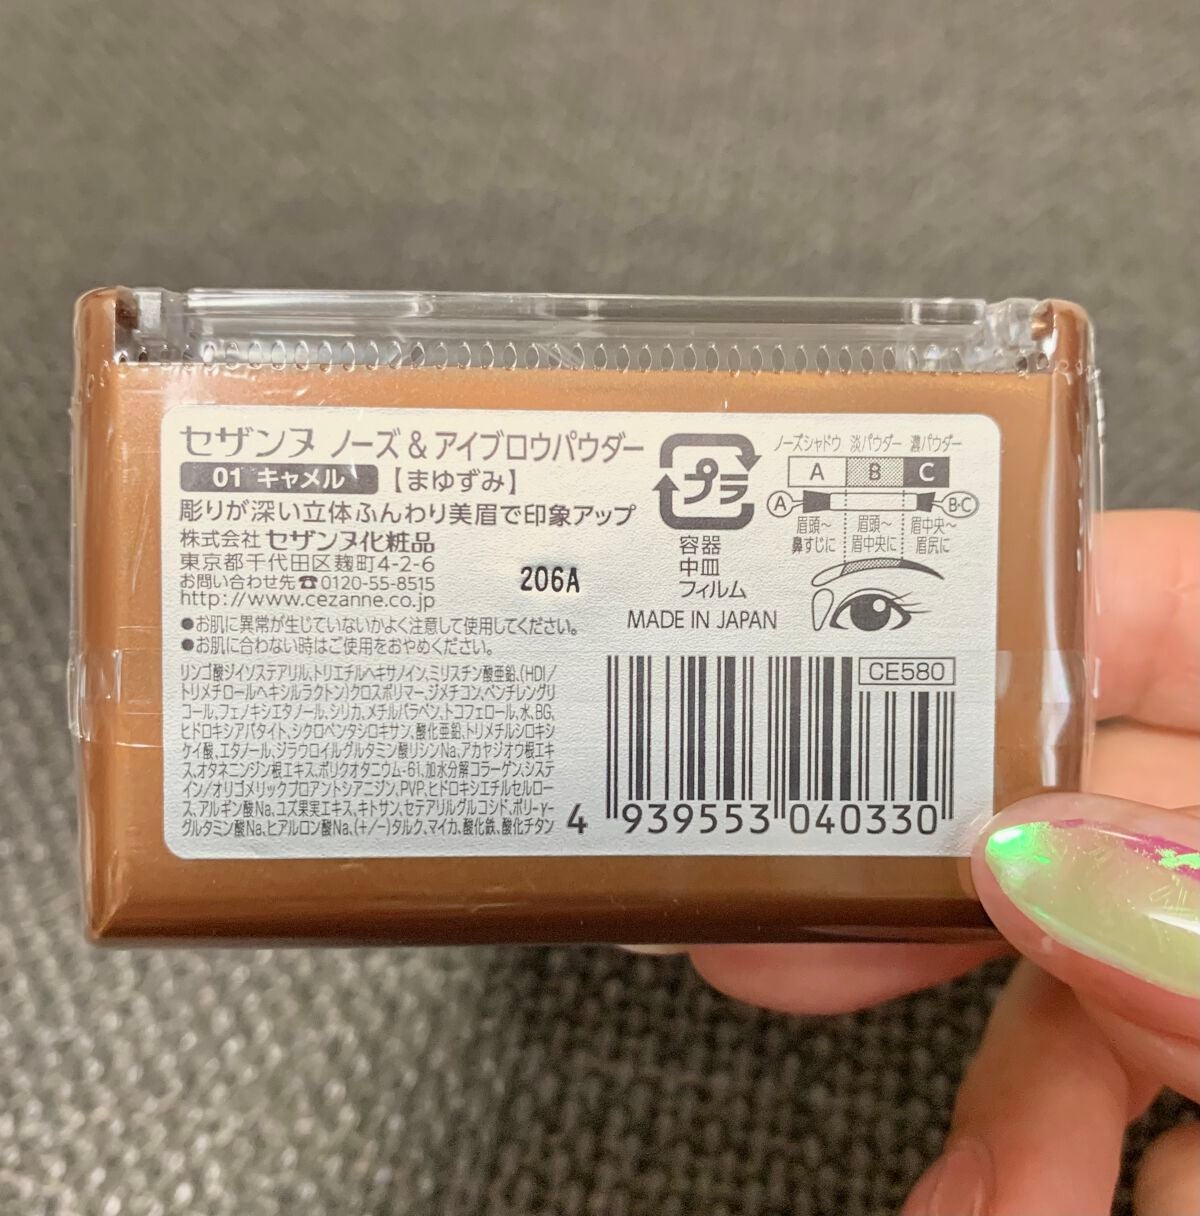 セザンヌ ノーズ&アイブロウパウダー
01 キャメル 【まゆずみ】
彫りが深い立体ふんわり美眉で印象アップ
株式会社セザンヌ化粧品
東京都千代田区麹町4-2-6
お問い合わせ先☎0120-55-8515
http://www.cezanne.co.jp
206A
●お肌に異常が生じていないかよく注意して使用してください。
●お肌に合わない時はご使用をおやめください。
リンゴ酸ジイソステアリル,トリエチルヘキサノイン,ミリスチン酸亜鉛,(HDI/
トリメチロールヘキシルラクトン)クロスポリマー,ジメチコン,ペンチレングリ
コール,フェノキシエタノール,シリカ,メチルパラベン,トコフェロール,水,BG,
ヒドロキシアパタイト,シクロペンタシロキサン,酸化亜鉛,トリメチルシロキシ
ケイ酸,エタノール,ジラウロイルグルタミン酸リシンNa,アカヤジオウ根エキ
ス,オタネニンジン根エキス,ポリクオタニウム-61,加水分解コラーゲン,システ
イン/オリゴメリックプロアントシアニジン,PVP,ヒドロキシエチルセルロー
ス,アルギン酸Na,ユズ果実エキス,キトサン,セテアリルグルコシド,ポリ-γ-
グルタミン酸Na,ヒアルロン酸Na,(+/-)タルク,マイカ,酸化鉄,酸化チタン
プラ
容器
中皿
フィルム
MADE IN JAPAN
ノーズシャドウ 淡パウダー 濃パウダー
A B C
A B·C
眉頭~ 眉頭~ 眉中央~
鼻すじに 眉中央に 眉尻に
CE580
4 939553 040330